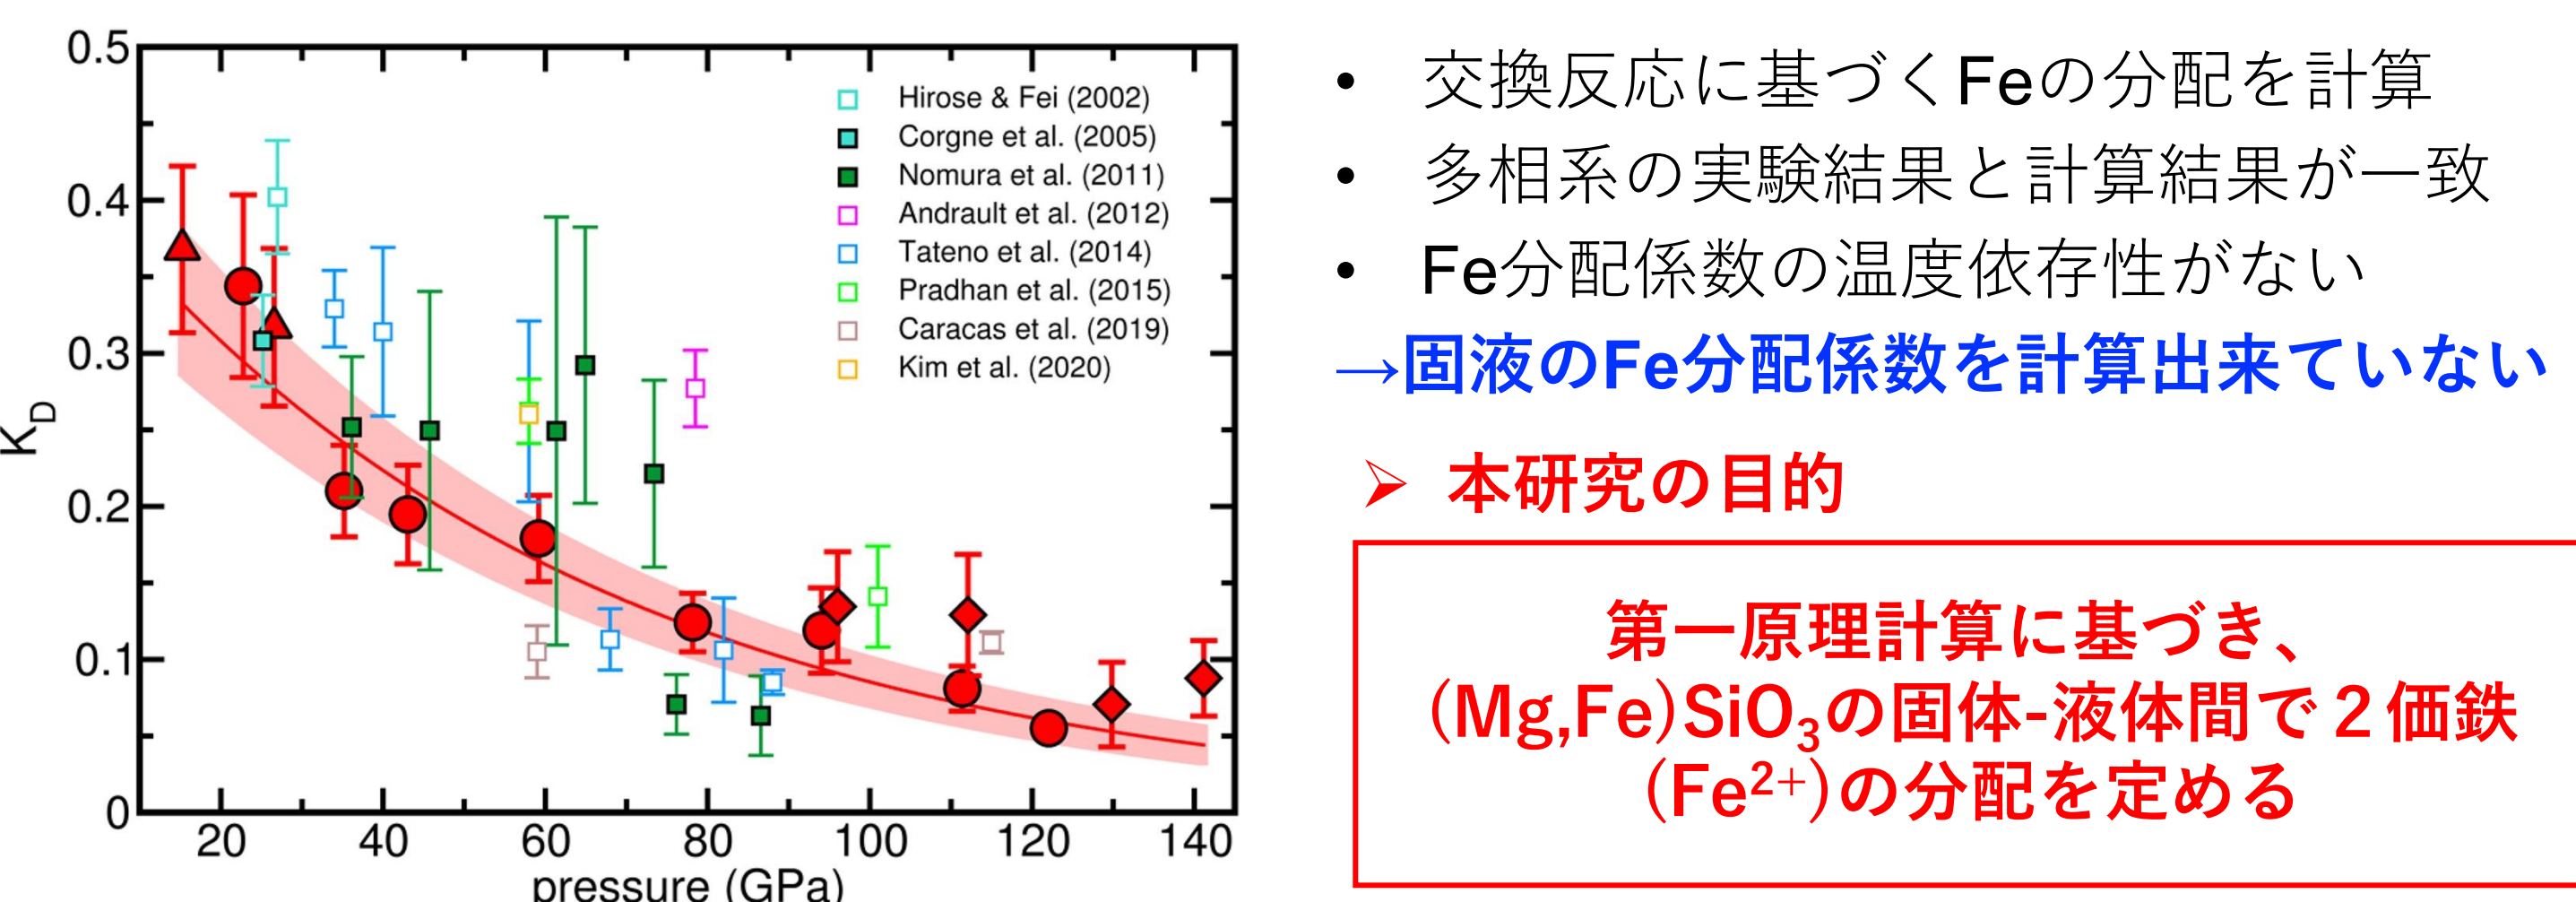 0.5
0.4
0.3
0.2
0.1
0
K_D
20 40 60 80 100 120 140
pressure (GPa)
Hirose & Fei (2002)
Corgne et al. (2005)
Nomura et al. (2011)
Andrault et al. (2012)
Tateno et al. (2014)
Pradhan et al. (2015)
Caracas et al. (2019)
Kim et al. (2020)
• 交換反応に基づくFeの分配を計算
• 多相系の実験結果と計算結果が一致
• Fe分配係数の温度依存性がない
→固液のFe分配係数を計算出来ていない
➢ 本研究の目的
第一原理計算に基づき、
(Mg,Fe)SiO₃の固体-液体間で２価鉄
(Fe²⁺)の分配を定める